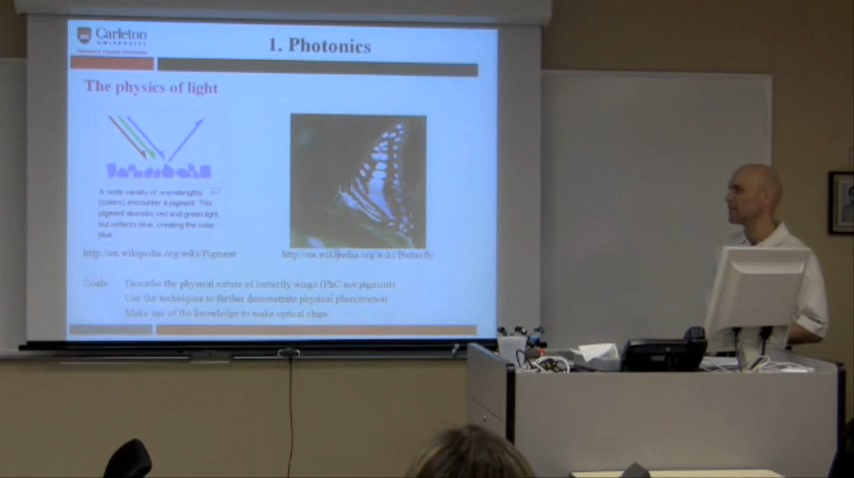 Carleton
UNIVERSITY
Canada's Capital University
1. Photonics
The physics of light
A wide variety of wavelengths
(colors) encounter a pigment. This
pigment absorbs red and green light,
but reflects blue, creating the color
blue.
http://en.wikipedia.org/wiki/Pigment
http://en.wikipedia.org/wiki/Butterfly
Goals: Describe the physical nature of butterfly wings (PhC not pigment)
Use the techniques to further demonstrate physical phenomenon
Make use of the knowledge to make optical chips